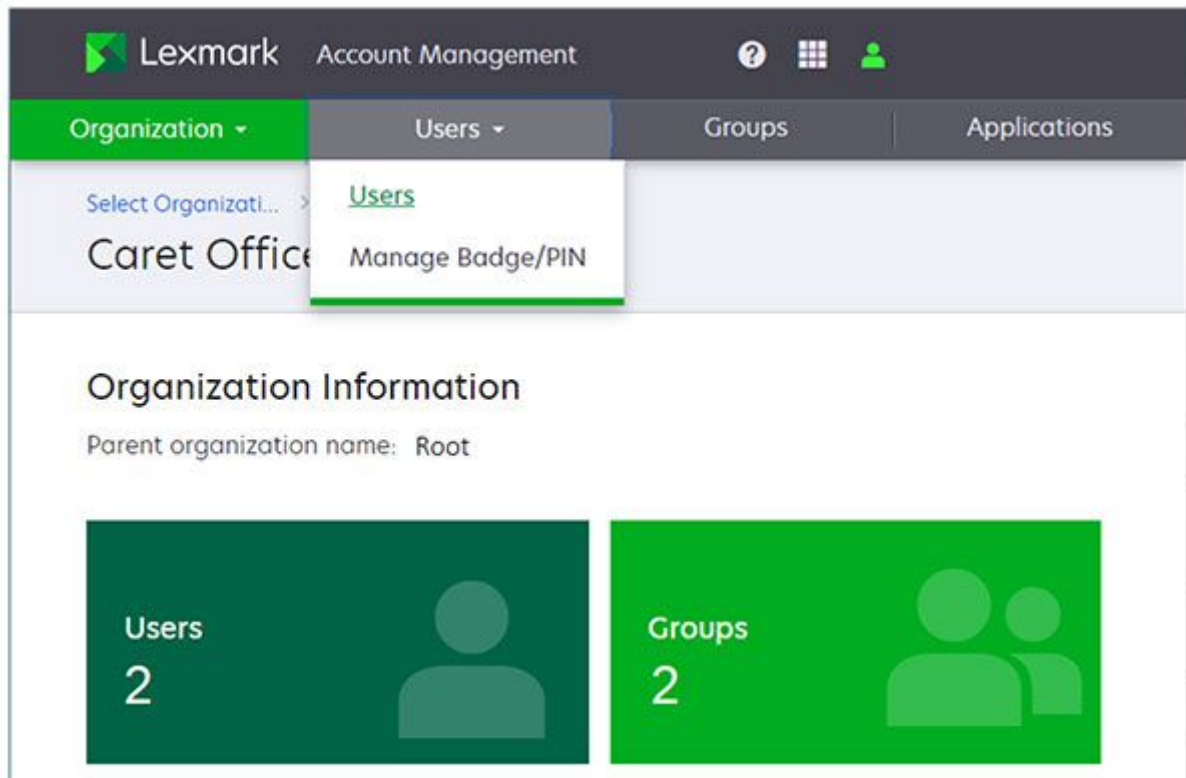 Lexmark Account Management
Organization Users Groups Applications
Select Organizati... >
Users
Caret Office
Manage Badge/PIN
Organization Information
Parent organization name: Root
Users
2
Groups
2